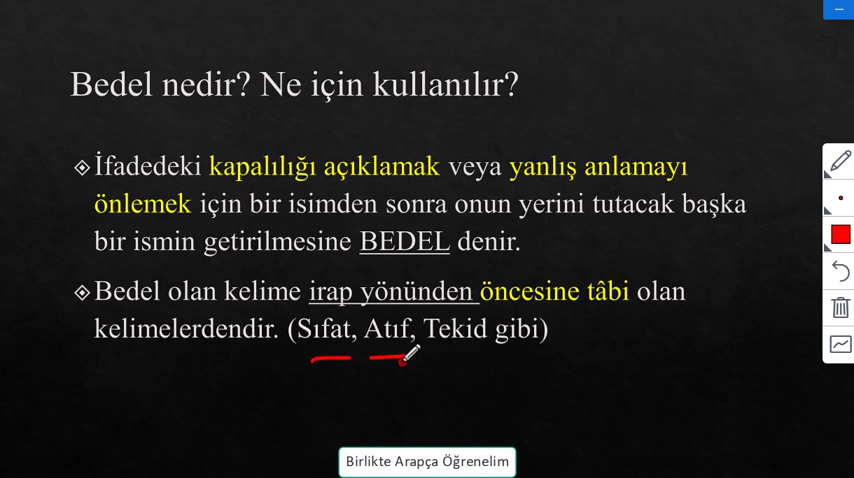 Bedel nedir? Ne için kullanılır?
İfadedeki kapalılığı açıklamak veya yanlış anlamayı
önlemek için bir isimden sonra onun yerini tutacak başka
bir ismin getirilmesine BEDEL denir.
Bedel olan kelime irap yönünden öncesine tâbi olan
kelimelerdendir. (Sıfat, Atıf, Tekid gibi)
Birlikte Arapça Öğrenelim